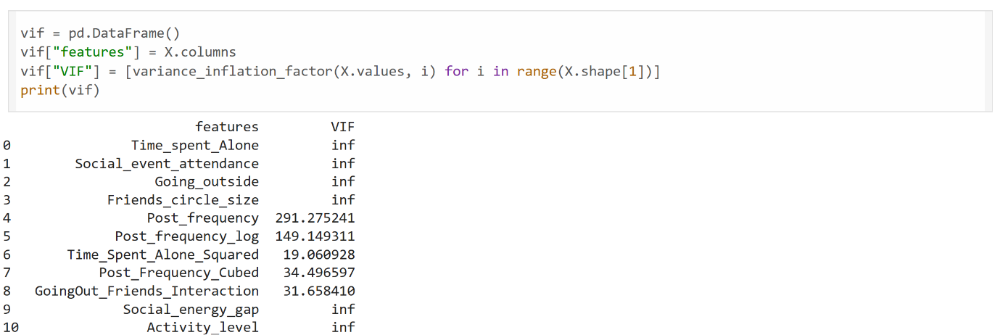 vif = pd.DataFrame()
vif["features"] = X.columns
vif["VIF"] = [variance_inflation_factor(X.values, i) for i in range(X.shape[1])]
print(vif)
features VIF
0 Time_spent_Alone inf
1 Social_event_attendance inf
2 Going_outside inf
3 Friends_circle_size inf
4 Post_frequency 291.275241
5 Post_frequency_log 149.149311
6 Time_Spent_Alone_Squared 19.060928
7 Post_Frequency_Cubed 34.496597
8 GoingOut_Friends_Interaction 31.658410
9 Social_energy_gap inf
10 Activity_level inf